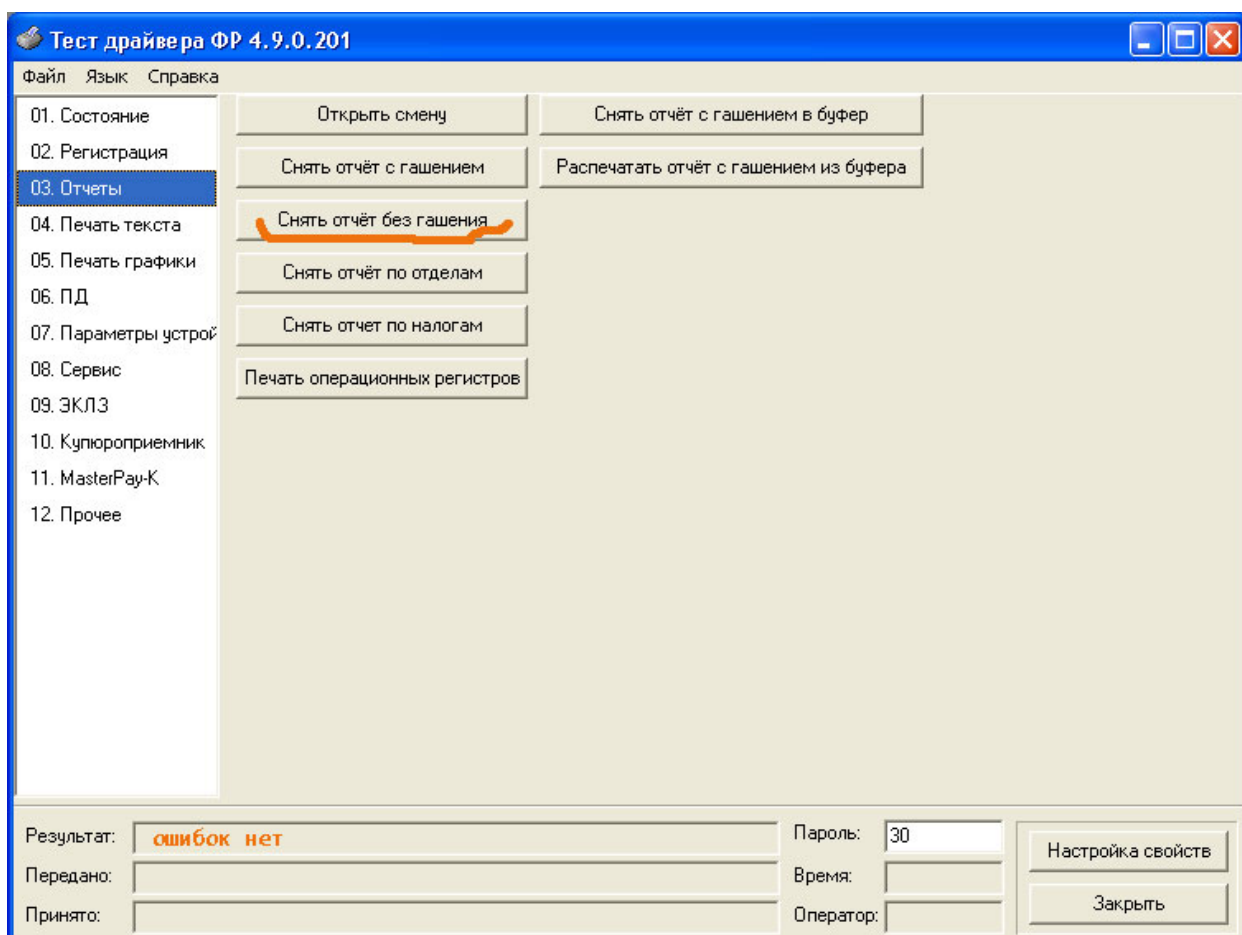 Тест драйвера ФР 4.9.0.201
Файл Язык Справка
01. Состояние
02. Регистрация
03. Отчеты
04. Печать текста
05. Печать графики
06. ПД
07. Параметры устрой
08. Сервис
09. ЭКЛЗ
10. Купюроприемник
11. MasterPay-K
12. Прочее
Открыть смену
Снять отчёт с гашением
Снять отчёт без гашения
Снять отчёт по отделам
Снять отчет по налогам
Печать операционных регистров
Снять отчёт с гашением в буфер
Распечатать отчёт с гашением из буфера
Результат: ошибок нет
Передано:
Принято:
Пароль: 30
Время:
Оператор:
Настройка свойств
Закрыть